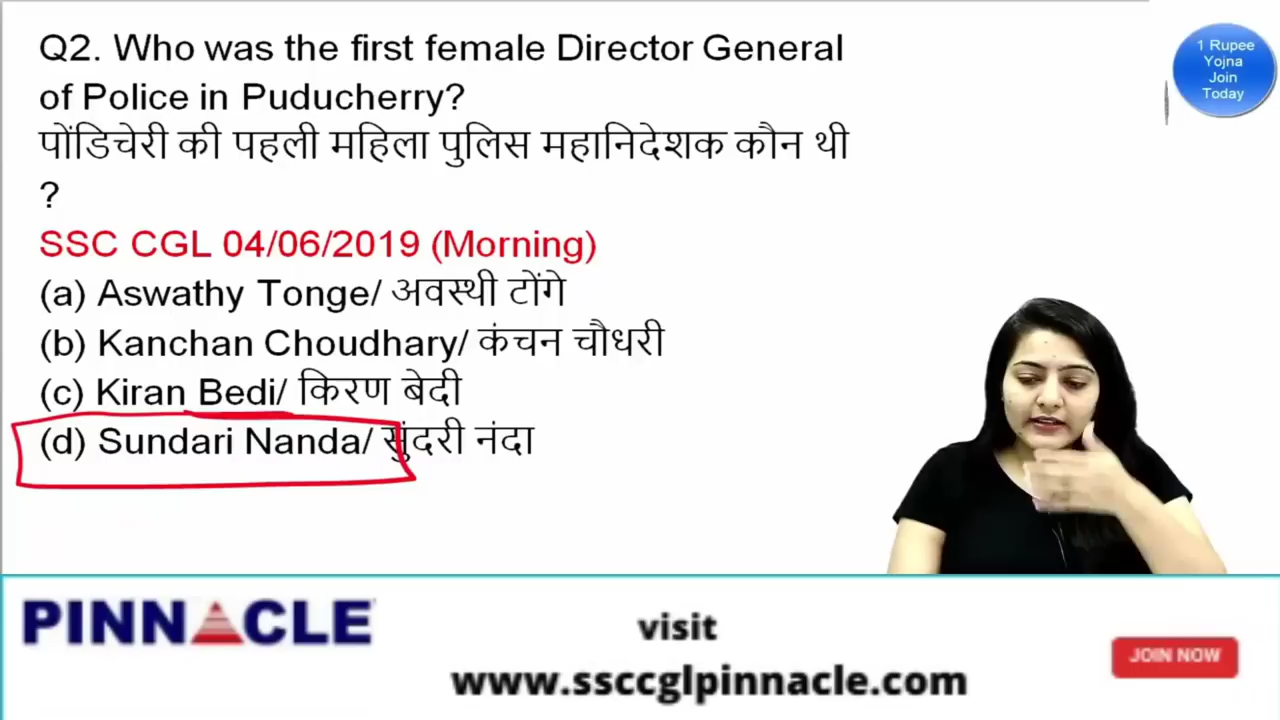 Q2. Who was the first female Director General
of Police in Puducherry?
पोंडिचेरी की पहली महिला पुलिस महानिदेशक कौन थी
?
SSC CGL 04/06/2019 (Morning)
(a) Aswathy Tonge/ अवस्थी टोंगे
(b) Kanchan Choudhary/ कंचन चौधरी
(c) Kiran Bedi/ किरण बेदी
(d) Sundari Nanda/ सुंदरी नंदा
1 Rupee
Yojna
Join
Today
PINNACLE
visit
www.ssccglpinnacle.com
JOIN NOW